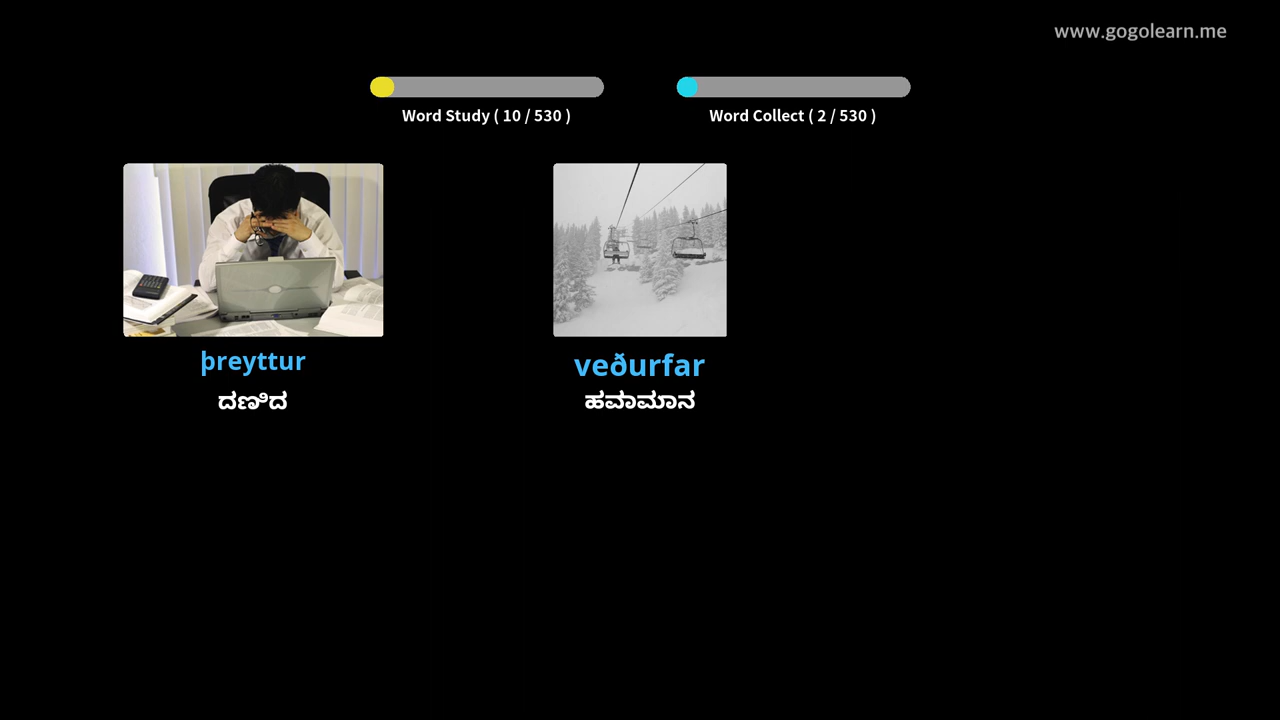 www.gogolearn.me
Word Study ( 10 / 530 )
Word Collect ( 2 / 530 )
þreyttur
ದಣಿದ
veðurfar
ಹವಾಮಾನ